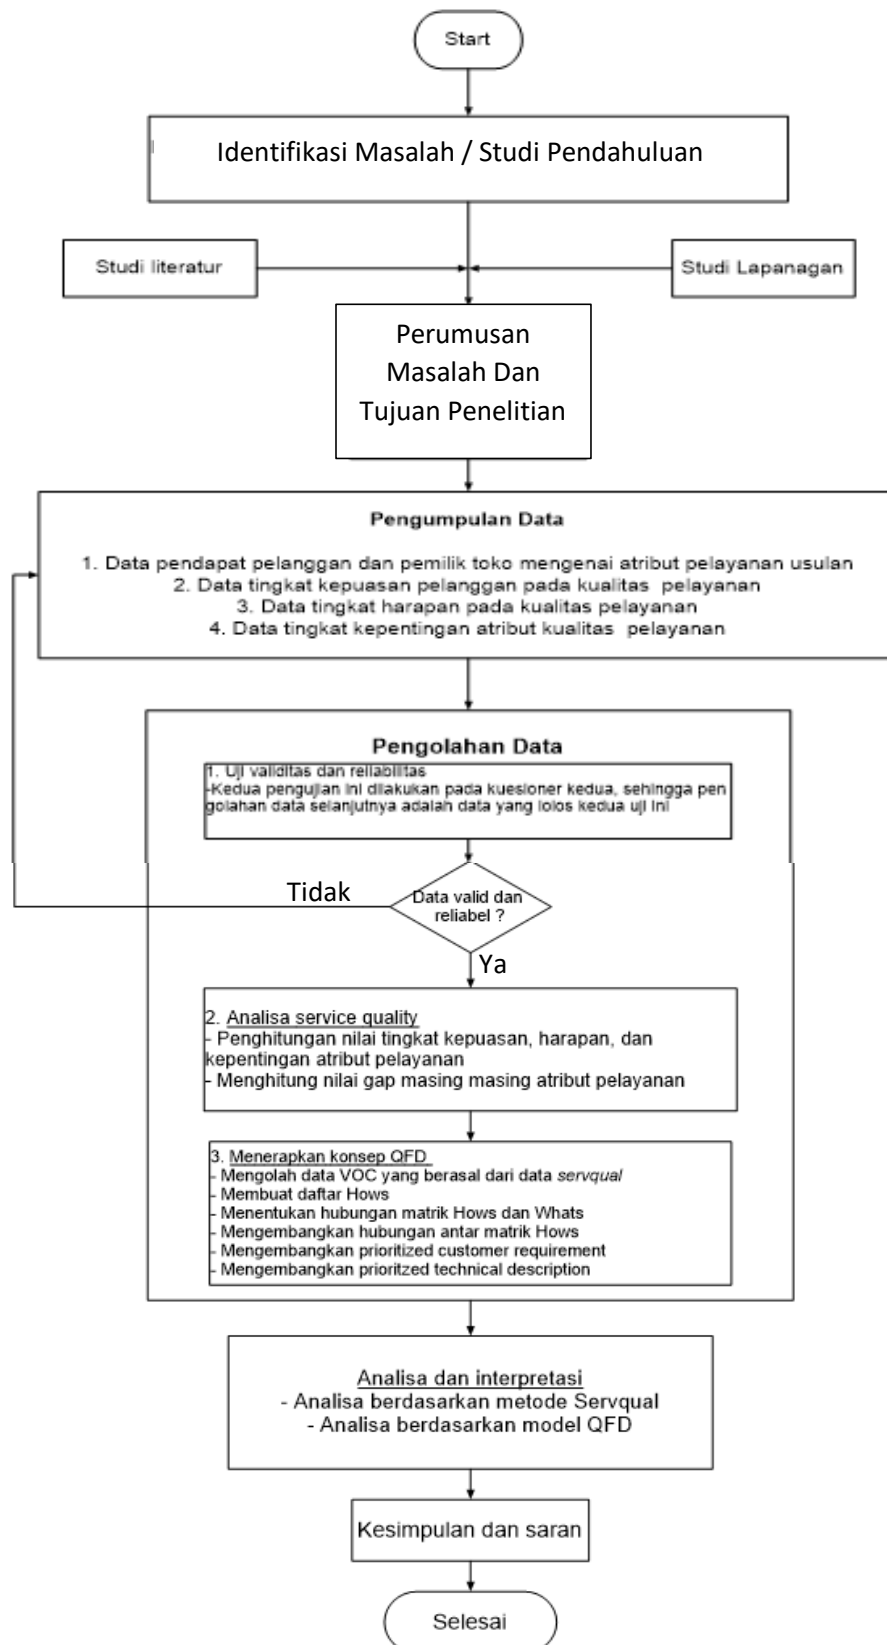 Start
Identifikasi Masalah / Studi Pendahuluan
Studi literatur
Studi Lapanagan
Perumusan
Masalah Dan
Tujuan Penelitian
Pengumpulan Data
1. Data pendapat pelanggan dan pemilik toko mengenai atribut pelayanan usulan
2. Data tingkat kepuasan pelanggan pada kualitas pelayanan
3. Data tingkat harapan pada kualitas pelayanan
4. Data tingkat kepentingan atribut kualitas pelayanan
Pengolahan Data
1. Uji validitas dan reliabilitas
-Kedua pengujian ini dilakukan pada kuesioner kedua, sehingga pen
golahan data selanjutnya adalah data yang lolos kedua uji ini
Tidak
Data valid dan
reliabel ?
Ya
2. Analisa service quality
- Penghitungan nilai tingkat kepuasan, harapan, dan
kepentingan atribut pelayanan
- Menghitung nilai gap masing masing atribut pelayanan
3. Menerapkan konsep QFD
- Mengolah data VOC yang berasal dari data servqual
- Membuat daftar Hows
- Menentukan hubungan matrik Hows dan Whats
- Mengembangkan hubungan antar matrik Hows
- Mengembangkan prioritized customer requirement
- Mengembangkan prioritzed technical description
Analisa dan interpretasi
- Analisa berdasarkan metode Servqual
- Analisa berdasarkan model QFD
Kesimpulan dan saran
Selesai